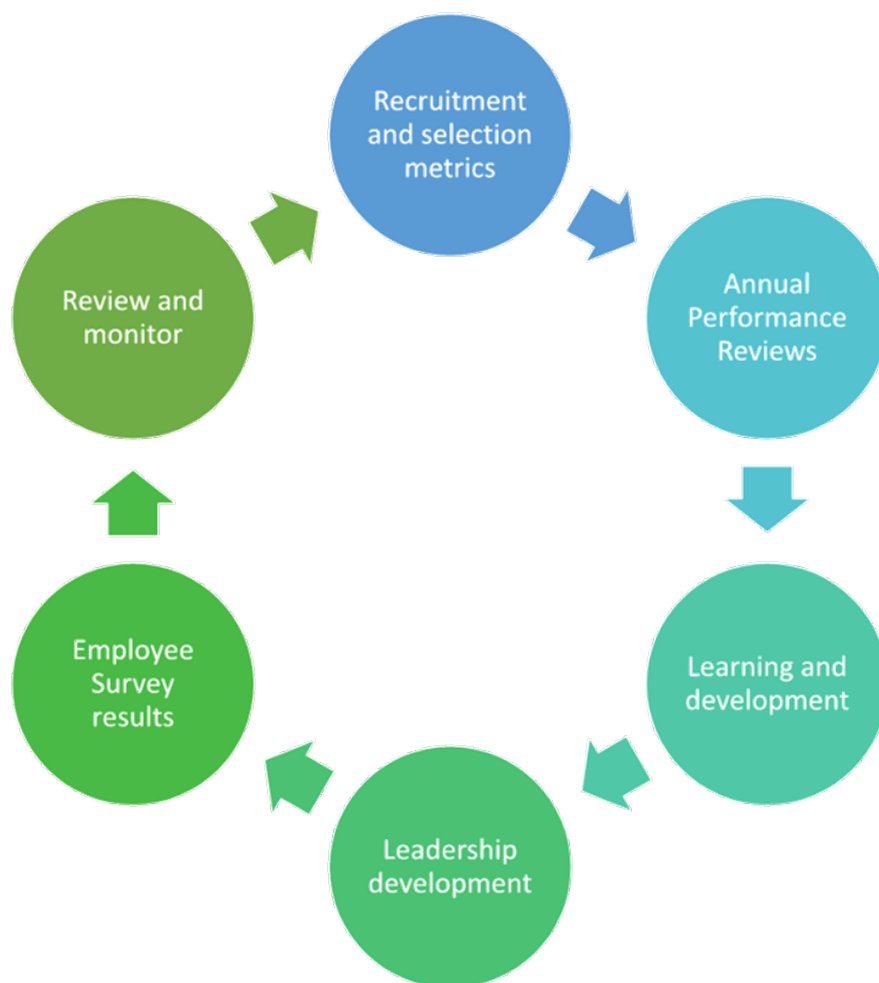 Recruitment
and selection
metrics
Annual
Performance
Reviews
Learning and
development
Leadership
development
Employee
Survey
results
Review and
monitor